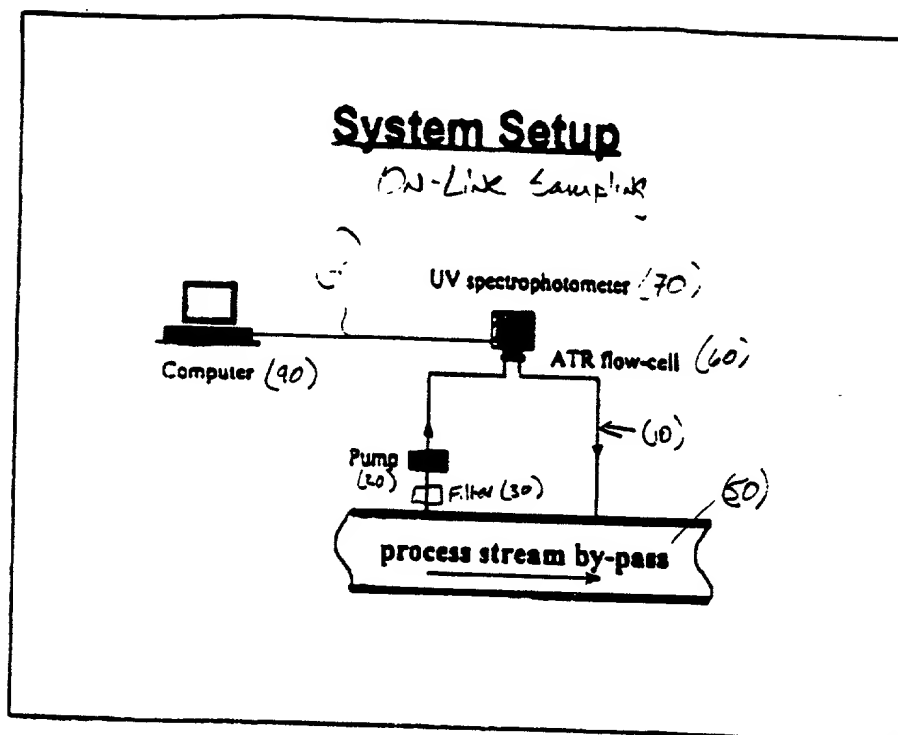 System Setup
On-Line Sampling
UV spectrophotometer (70)
ATR flow-cell (60)
Computer (90)
(10)
Pump
(20)
Filter (30)
(50)
process stream by-pass